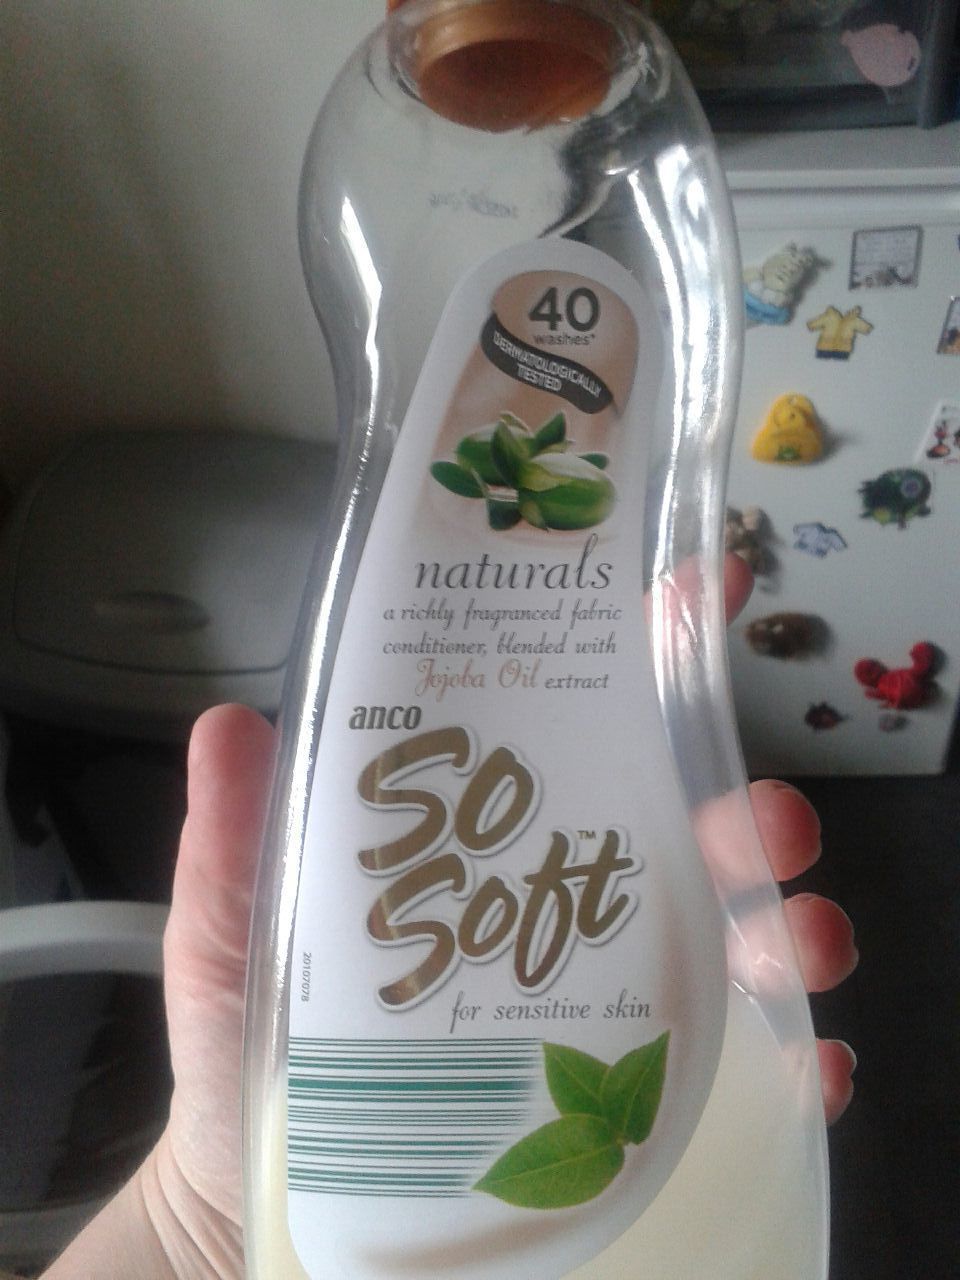 40
washes*
DERMATOLOGICALLY
TESTED
naturals
a richly fragranced fabric
conditioner, blended with
Jojoba Oil extract
anco
So
Soft™
for sensitive skin
20107078